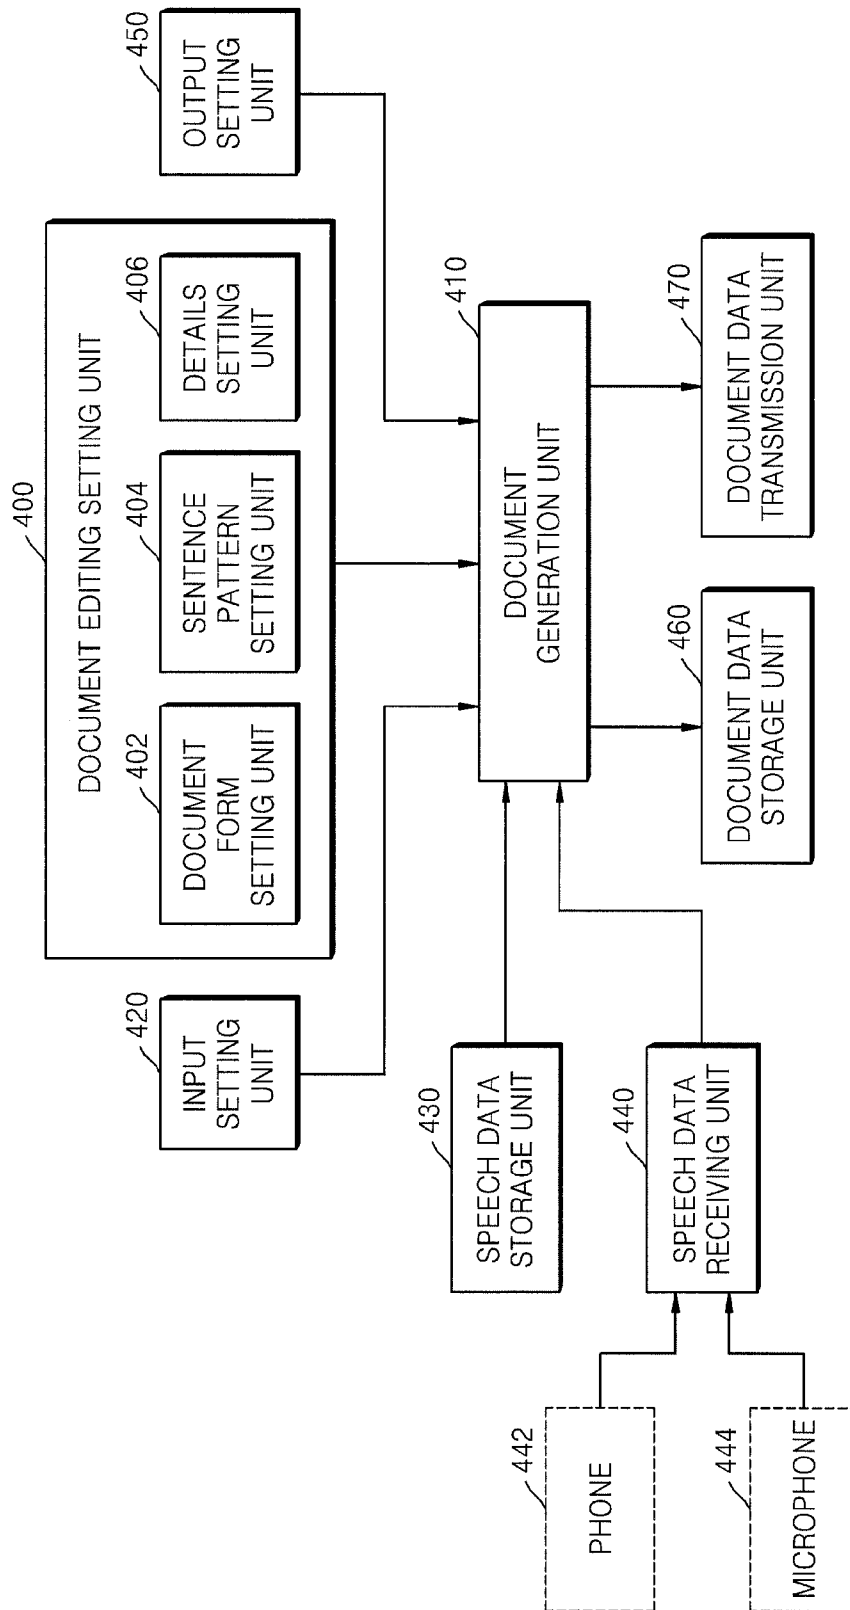 400
DOCUMENT EDITING SETTING UNIT
420
INPUT
SETTING
UNIT
402
DOCUMENT
FORM
SETTING UNIT
404
SENTENCE
PATTERN
SETTING UNIT
406
DETAILS
SETTING
UNIT
450
OUTPUT
SETTING
UNIT
430
SPEECH DATA
STORAGE UNIT
410
DOCUMENT
GENERATION UNIT
442
PHONE
444
MICROPHONE
440
SPEECH DATA
RECEIVING UNIT
460
DOCUMENT DATA
STORAGE UNIT
470
DOCUMENT DATA
TRANSMISSION UNIT